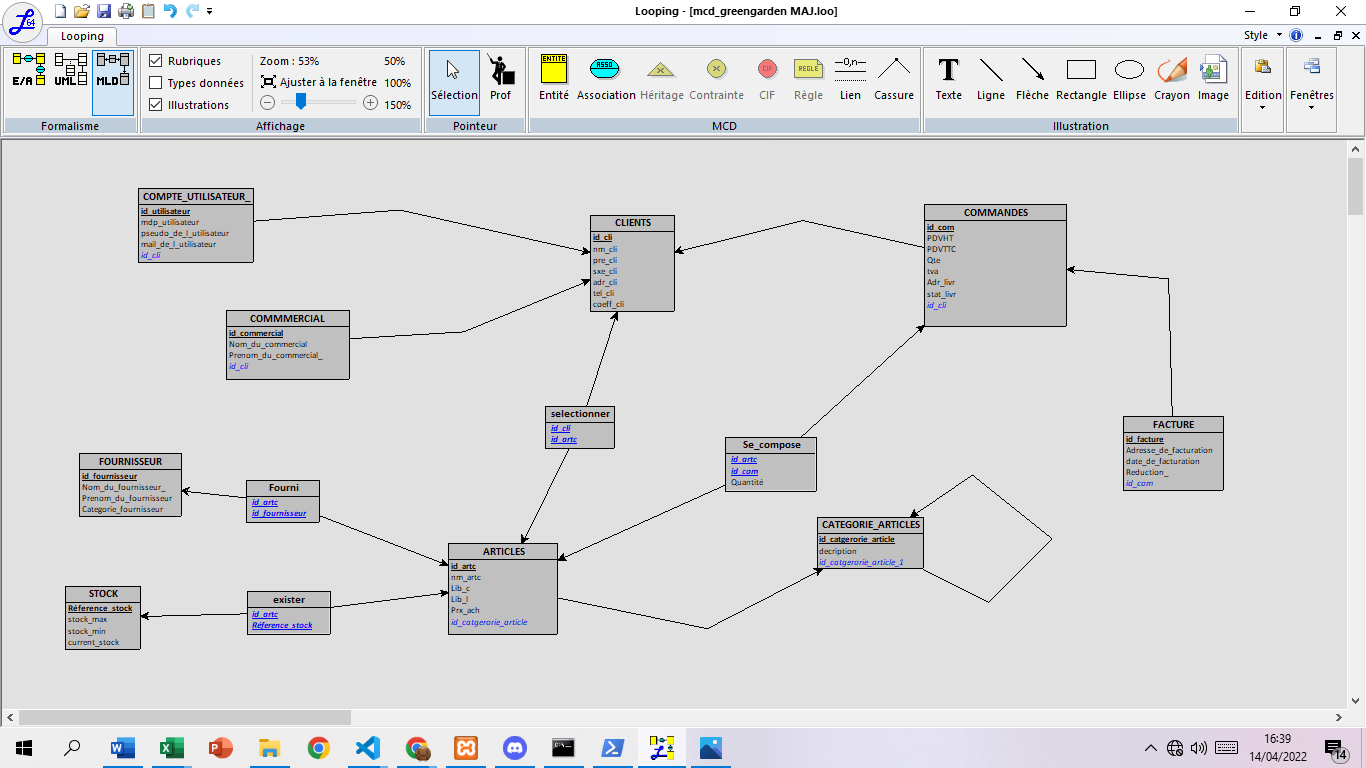 Looping - [mcd_greengarden MAJ.loo]
64
Looping
Style
E/A
UML
MLD
Formalisme
Rubriques
Types données
Illustrations
Zoom : 53%
50%
Ajuster à la fenêtre
100%
150%
Affichage
Sélection
Prof
Pointeur
ENTITÉ
Entité
ASSO
Association
Héritage
Contrainte
CIF
CIF
REGLE
Règle
0,n
Lien
Cassure
MCD
T
Texte
Ligne
Flèche
Rectangle
Ellipse
Crayon
Image
Illustration
Edition
Fenêtres
COMPTE_UTILISATEUR_
id_utilisateur
mdp_utilisateur
pseudo_de_l_utilisateur
mail_de_l_utilisateur
id_cli
CLIENTS
id_cli
nm_cli
pre_cli
sxe_cli
adr_cli
tel_cli
coeff_cli
COMMANDES
id_com
PDVHT
PDVTTC
Qte
tva
Adr_livr
stat_livr
id_cli
COMMMERCIAL
id_commercial
Nom_du_commercial
Prenom_du_commercial_
id_cli
selectionner
id_cli
id_artc
Se_compose
id_artc
id_com
Quantité
FACTURE
id_facture
Adresse_de_facturation
date_de_facturation
Reduction_
id_com
FOURNISSEUR
id_fournisseur
Nom_du_fournisseur_
Prenom_du_fournisseur
Categorie_fournisseur
Fourni
id_artc
id_fournisseur
CATEGORIE_ARTICLES
id_catgerorie_article
decription
id_catgerorie_article_1
ARTICLES
id_artc
nm_artc
Lib_c
Lib_l
Prx_ach
id_catgerorie_article
STOCK
Réference_stock
stock_max
stock_min
current_stock
exister
id_artc
Réference_stock
16:39
14/04/2022
14